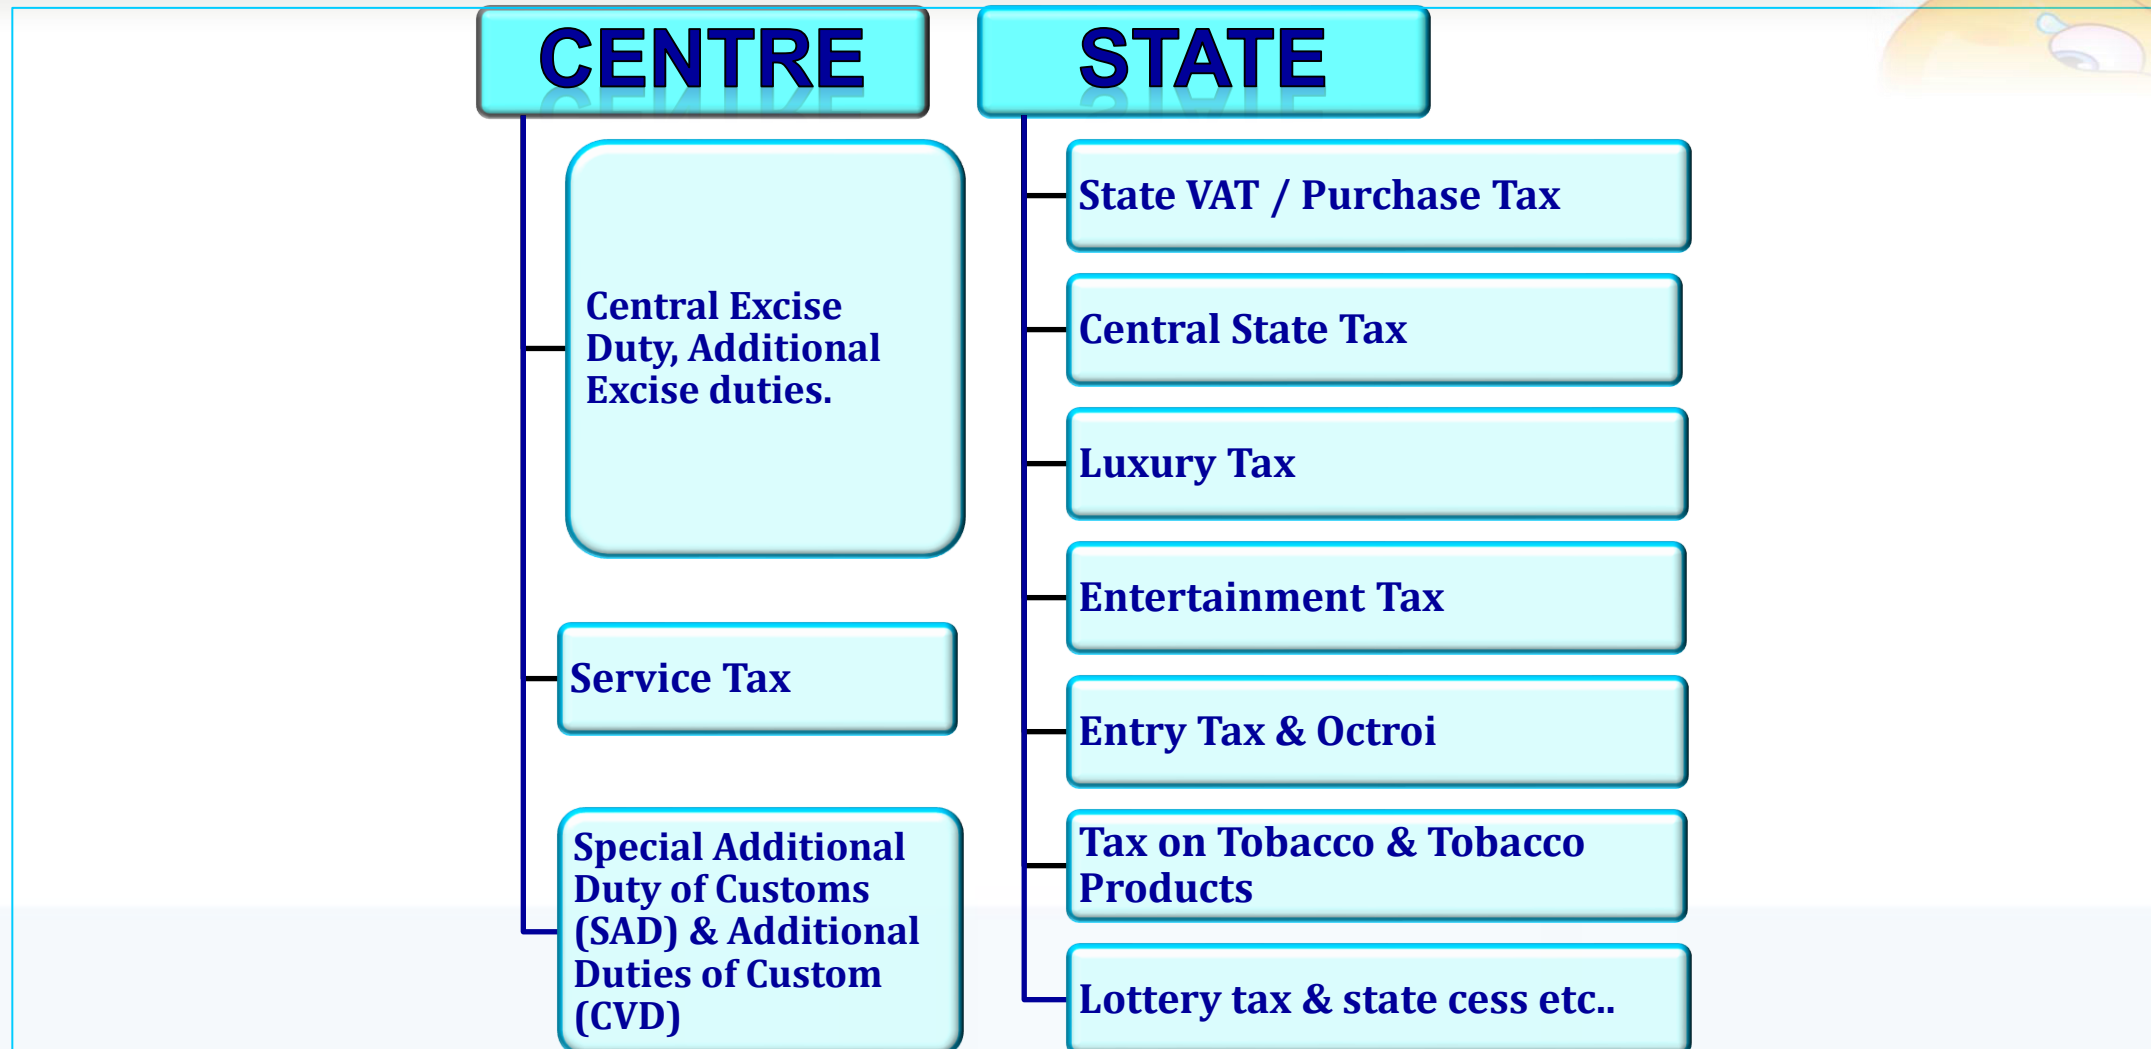 CENTRE
Central Excise
Duty, Additional
Excise duties.
Service Tax
Special Additional
Duty of Customs
(SAD) & Additional
Duties of Custom
(CVD)
STATE
State VAT / Purchase Tax
Central State Tax
Luxury Tax
Entertainment Tax
Entry Tax & Octroi
Tax on Tobacco & Tobacco
Products
Lottery tax & state cess etc..